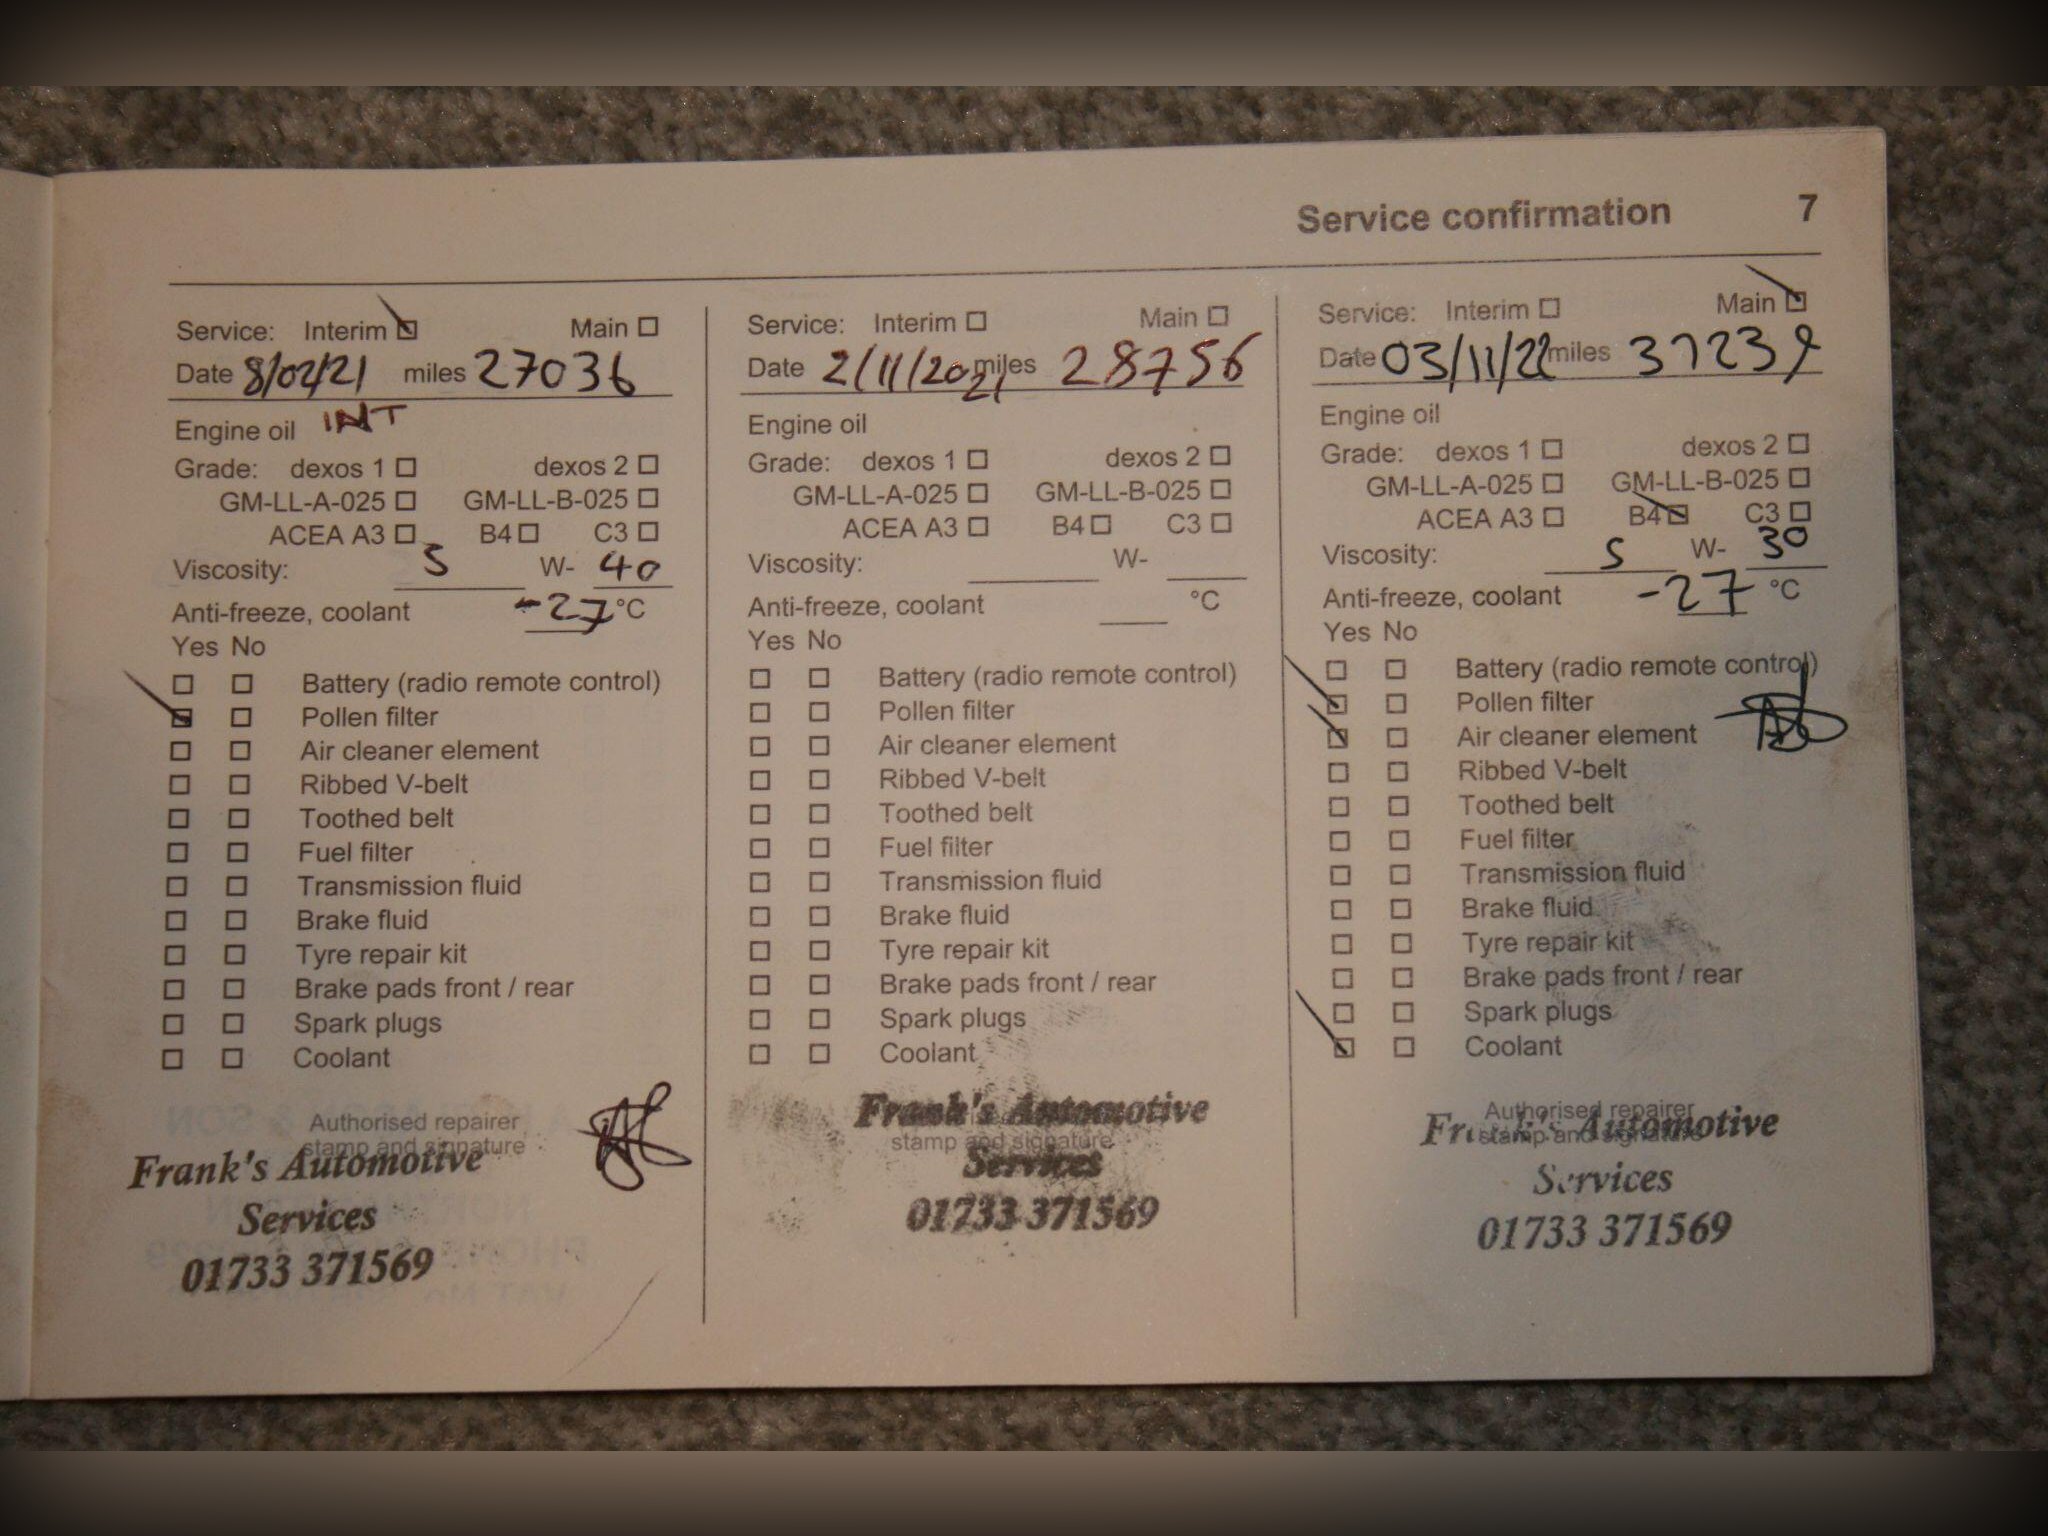 Service confirmation 7
Service: Interim Main
Date 8/02/21 miles 27036
Engine oil INT
Grade: dexos 1 dexos 2
GM-LL-A-025 GM-LL-B-025
ACEA A3 B4 C3
Viscosity: 5 W- 40
Anti-freeze, coolant -27 °C
Yes No
Battery (radio remote control)
Pollen filter
Air cleaner element
Ribbed V-belt
Toothed belt
Fuel filter
Transmission fluid
Brake fluid
Tyre repair kit
Brake pads front / rear
Spark plugs
Coolant
Authorised repairer
stamp and signature
Frank's Automotive
Services
01733 371569
Service: Interim Main
Date 2/11/2021 miles 28756
Engine oil
Grade: dexos 1 dexos 2
GM-LL-A-025 GM-LL-B-025
ACEA A3 B4 C3
Viscosity: W-
Anti-freeze, coolant °C
Yes No
Battery (radio remote control)
Pollen filter
Air cleaner element
Ribbed V-belt
Toothed belt
Fuel filter
Transmission fluid
Brake fluid
Tyre repair kit
Brake pads front / rear
Spark plugs
Coolant
Frank's Automotive
stamp and signature
Services
01733 371569
Service: Interim Main
Date 03/11/22 miles 31239
Engine oil
Grade: dexos 1 dexos 2
GM-LL-A-025 GM-LL-B-025
ACEA A3 B4 C3
Viscosity: 5 W- 30
Anti-freeze, coolant -27 °C
Yes No
Battery (radio remote control)
Pollen filter
Air cleaner element
Ribbed V-belt
Toothed belt
Fuel filter
Transmission fluid
Brake fluid
Tyre repair kit
Brake pads front / rear
Spark plugs
Coolant
Authorised repairer
stamp and signature
Frank's Automotive
Services
01733 371569